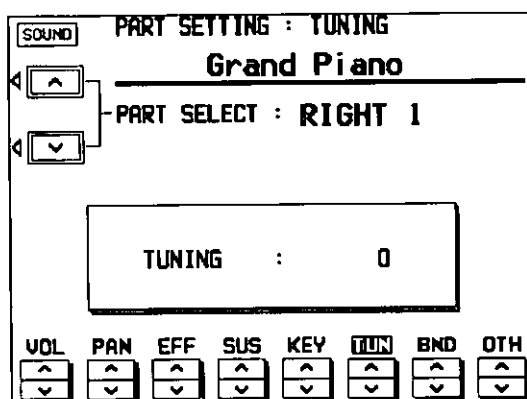 SOUND
PART SETTING : TUNING
Grand Piano
PART SELECT : RIGHT 1
TUNING : 0
VOL PAN EFF SUS KEY TUN BND OTH